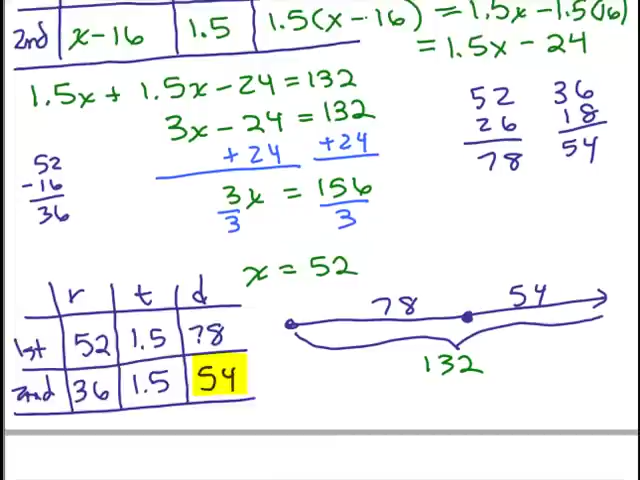 2nd x-16 1.5 1.5(x-16) = 1.5x - 1.5(16)
= 1.5x - 24
1.5x + 1.5x - 24 = 132
3x - 24 = 132
+24 +24
3x = 156
3 3
x = 52
52
-16
36
52
26
78
36
18
54
r t d
1st 52 1.5 78
2nd 36 1.5 54
78 54
132